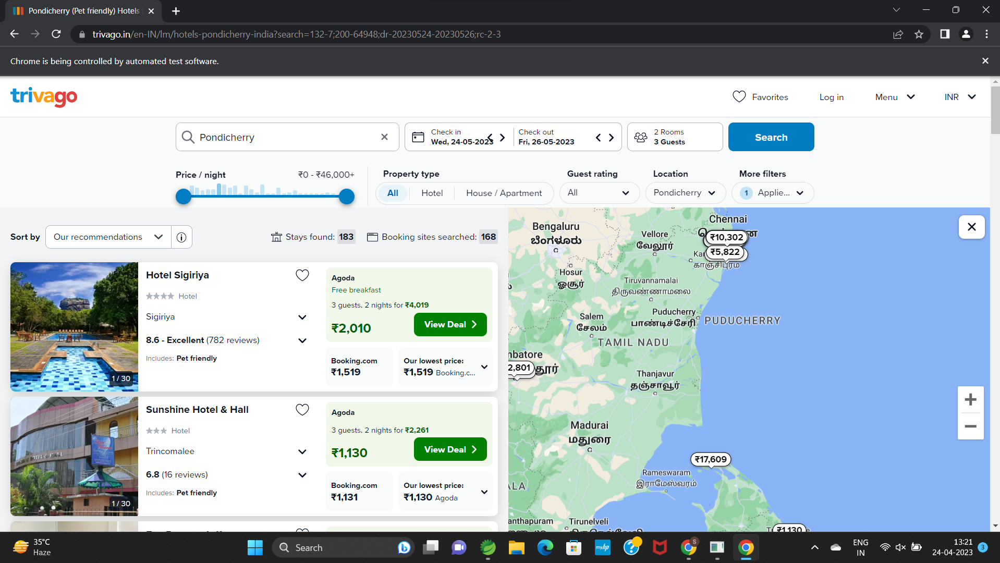 Pondicherry (Pet friendly) Hotels
trivago.in/en-IN/lm/hotels-pondicherry-india?search=132-7;200-64948;dr-20230524-20230526;rc-2-3
Chrome is being controlled by automated test software.
trivago
Favorites
Log in
Menu
INR
Pondicherry
Check in
Wed, 24-05-2023
Check out
Fri, 26-05-2023
2 Rooms
3 Guests
Search
Price / night
₹0 - ₹46,000+
Property type
All
Hotel
House / Apartment
Guest rating
All
Location
Pondicherry
More filters
1 Applie...
Sort by
Our recommendations
Stays found: 183
Booking sites searched: 168
Hotel Sigiriya
Hotel
Sigiriya
8.6 - Excellent (782 reviews)
Includes: Pet friendly
1 / 30
Agoda
Free breakfast
3 guests, 2 nights for ₹4,019
₹2,010
View Deal
Booking.com
₹1,519
Our lowest price:
₹1,519 Booking.c...
Sunshine Hotel & Hall
Hotel
Trincomalee
6.8 (16 reviews)
Includes: Pet friendly
1 / 30
Agoda
3 guests, 2 nights for ₹2,261
₹1,130
View Deal
Booking.com
₹1,131
Our lowest price:
₹1,130 Agoda
Chennai
Bengaluru
ಬೆಂಗಳೂರು
Vellore
வேலூர்
₹10,302
₹5,822
காஞ்சிபுரம்
Hosur
ஓசூர்
Tiruvannamalai
திருவண்ணாமலை
Puducherry
பாண்டிச்சேரி
PUDUCHERRY
Salem
சேலம்
TAMIL NADU
nbatore
2,801
தூர்
Thanjavur
தஞ்சாவூர்
Madurai
மதுரை
₹17,609
Rameswaram
இராமேஸ்வரம்
ALA
anthapuram
Tirunelveli
₹1,130
35°C
Haze
Search
myhp
S
ENG
IN
13:21
24-04-2023
3